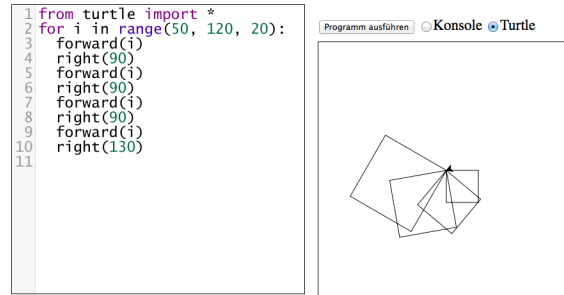 1 from turtle import *
2 for i in range(50, 120, 20):
3 forward(i)
4 right(90)
5 forward(i)
6 right(90)
7 forward(i)
8 right(90)
9 forward(i)
10 right(130)
11
Programm ausführen Konsole Turtle